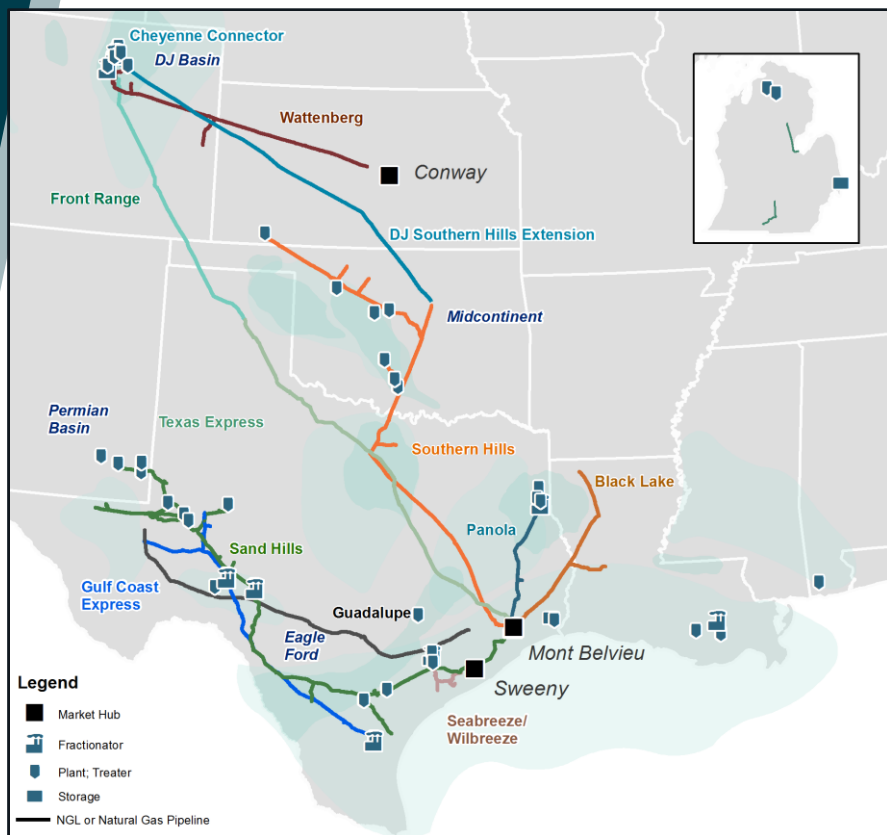 Cheyenne Connector
DJ Basin
Wattenberg
Conway
Front Range
DJ Southern Hills Extension
Midcontinent
Permian
Basin
Texas Express
Southern Hills
Black Lake
Panola
Sand Hills
Gulf Coast
Express
Guadalupe
Eagle
Ford
Mont Belvieu
Sweeny
Seabreeze/
Wilbreeze
Legend
Market Hub
Fractionator
Plant; Treater
Storage
NGL or Natural Gas Pipeline